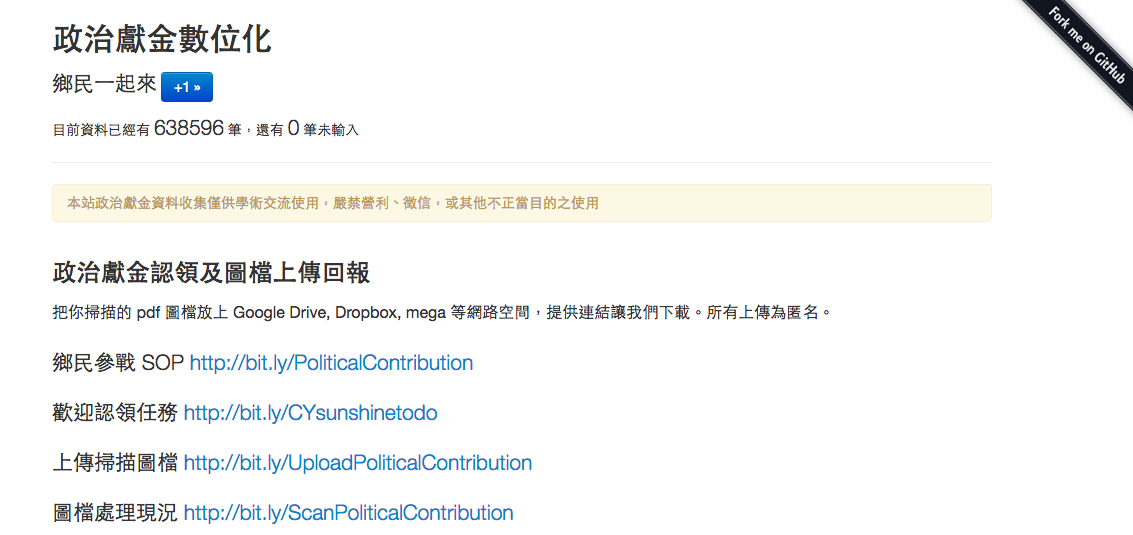 政治獻金數位化
Fork me on GitHub
鄉民一起來 +1 »
目前資料已經有 638596 筆，還有 0 筆未輸入
本站政治獻金資料收集僅供學術交流使用，嚴禁營利、徵信，或其他不正當目的之使用
政治獻金認領及圖檔上傳回報
把你掃描的 pdf 圖檔放上 Google Drive, Dropbox, mega 等網路空間，提供連結讓我們下載。所有上傳為匿名。
鄉民參戰 SOP http://bit.ly/PoliticalContribution
歡迎認領任務 http://bit.ly/CYsunshinetodo
上傳掃描圖檔 http://bit.ly/UploadPoliticalContribution
圖檔處理現況 http://bit.ly/ScanPoliticalContribution